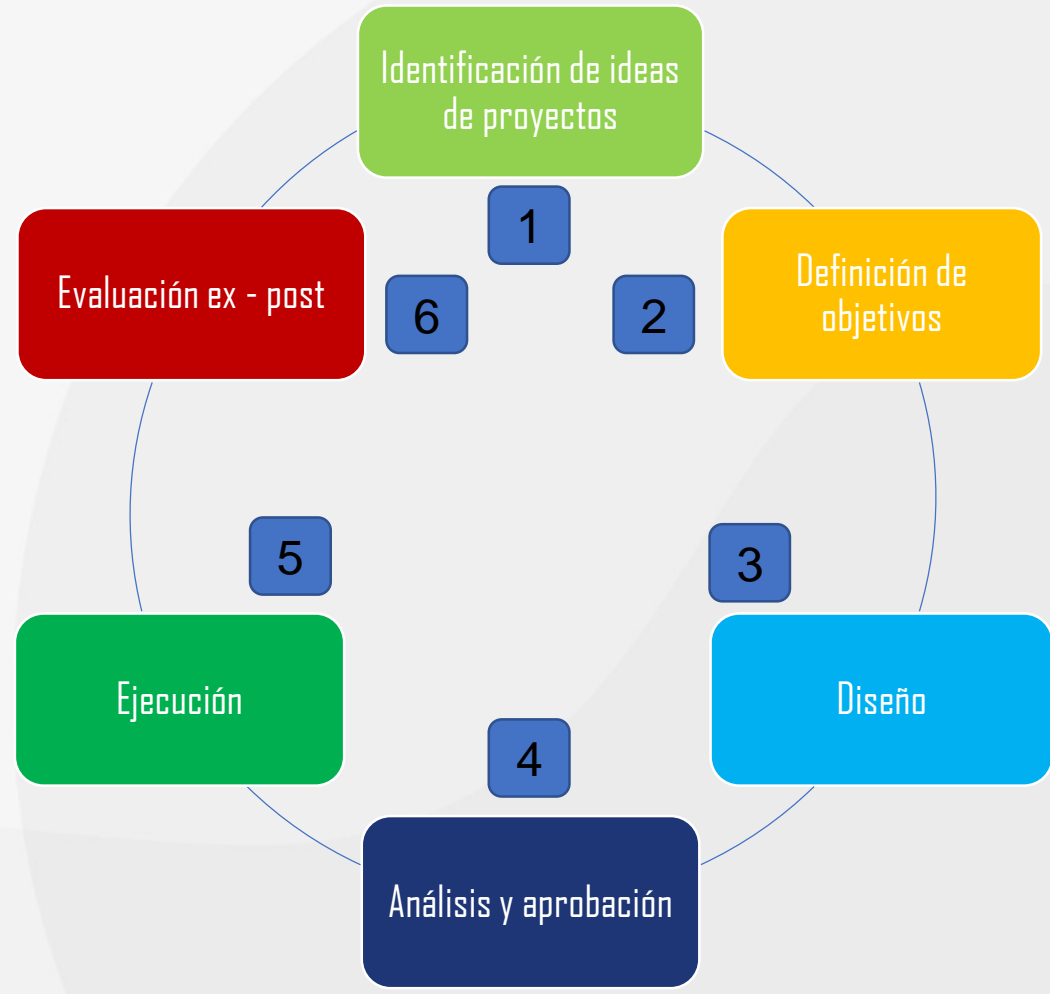 Identificación de ideas
de proyectos
1
Definición de
objetivos
2
Diseño
3
Análisis y aprobación
4
Ejecución
5
Evaluación ex - post
6